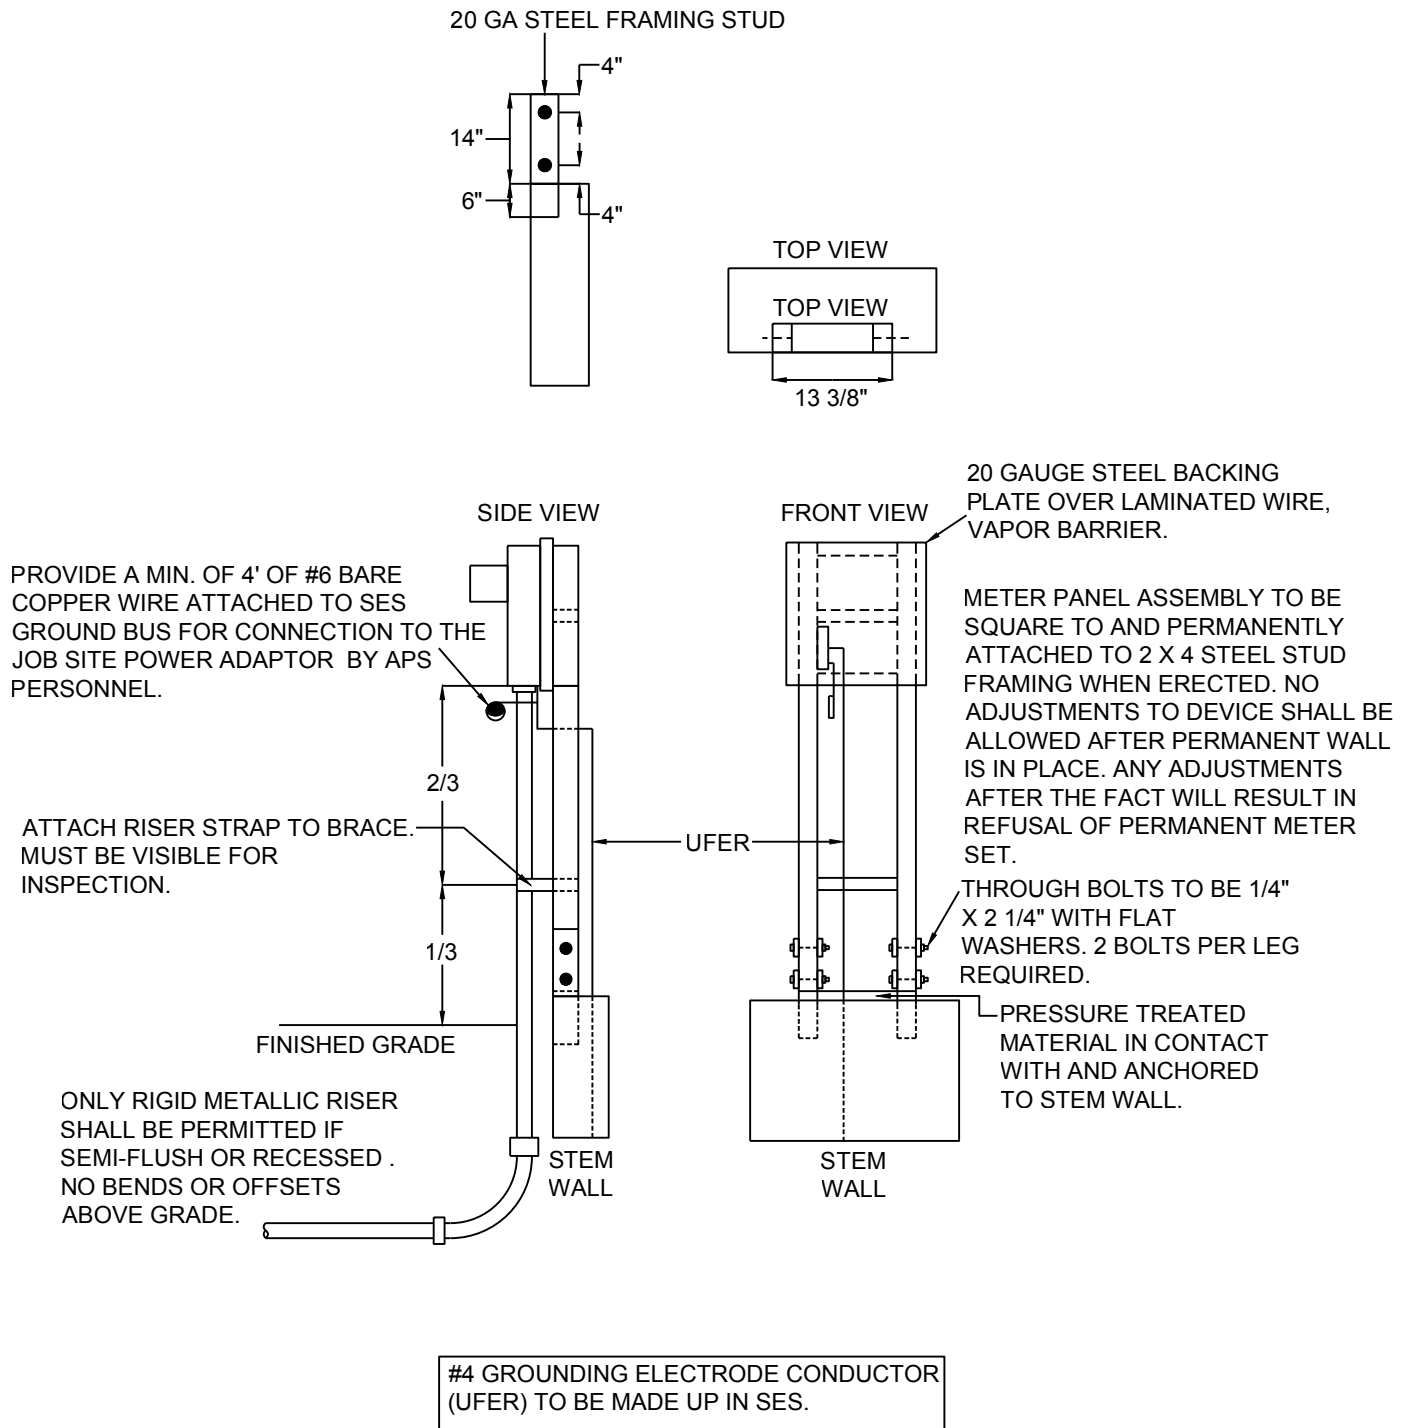 20 GA STEEL FRAMING STUD
4"
14"
6"
4"
TOP VIEW
TOP VIEW
13 3/8"
20 GAUGE STEEL BACKING
PLATE OVER LAMINATED WIRE,
VAPOR BARRIER.
SIDE VIEW
FRONT VIEW
PROVIDE A MIN. OF 4' OF #6 BARE
COPPER WIRE ATTACHED TO SES
GROUND BUS FOR CONNECTION TO THE
JOB SITE POWER ADAPTOR BY APS
PERSONNEL.
METER PANEL ASSEMBLY TO BE
SQUARE TO AND PERMANENTLY
ATTACHED TO 2 X 4 STEEL STUD
FRAMING WHEN ERECTED. NO
ADJUSTMENTS TO DEVICE SHALL BE
ALLOWED AFTER PERMANENT WALL
IS IN PLACE. ANY ADJUSTMENTS
AFTER THE FACT WILL RESULT IN
REFUSAL OF PERMANENT METER
SET.
2/3
ATTACH RISER STRAP TO BRACE.
MUST BE VISIBLE FOR
INSPECTION.
UFER
THROUGH BOLTS TO BE 1/4"
X 2 1/4" WITH FLAT
WASHERS. 2 BOLTS PER LEG
REQUIRED.
1/3
FINISHED GRADE
PRESSURE TREATED
MATERIAL IN CONTACT
WITH AND ANCHORED
TO STEM WALL.
ONLY RIGID METALLIC RISER
SHALL BE PERMITTED IF
SEMI-FLUSH OR RECESSED .
NO BENDS OR OFFSETS
ABOVE GRADE.
STEM
WALL
STEM
WALL
#4 GROUNDING ELECTRODE CONDUCTOR
(UFER) TO BE MADE UP IN SES.